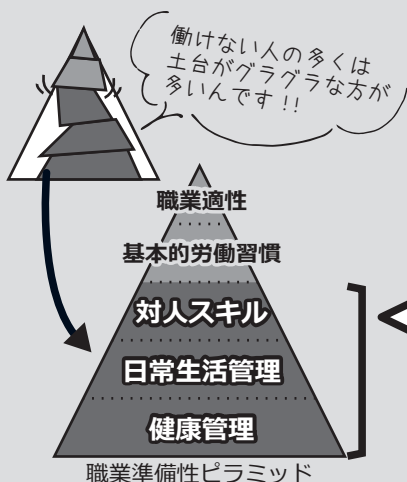 働けない人の多くは
土台がグラグラな方が
多いんです!!
職業適性
基本的労働習慣
対人スキル
日常生活管理
健康管理
職業準備性ピラミッド